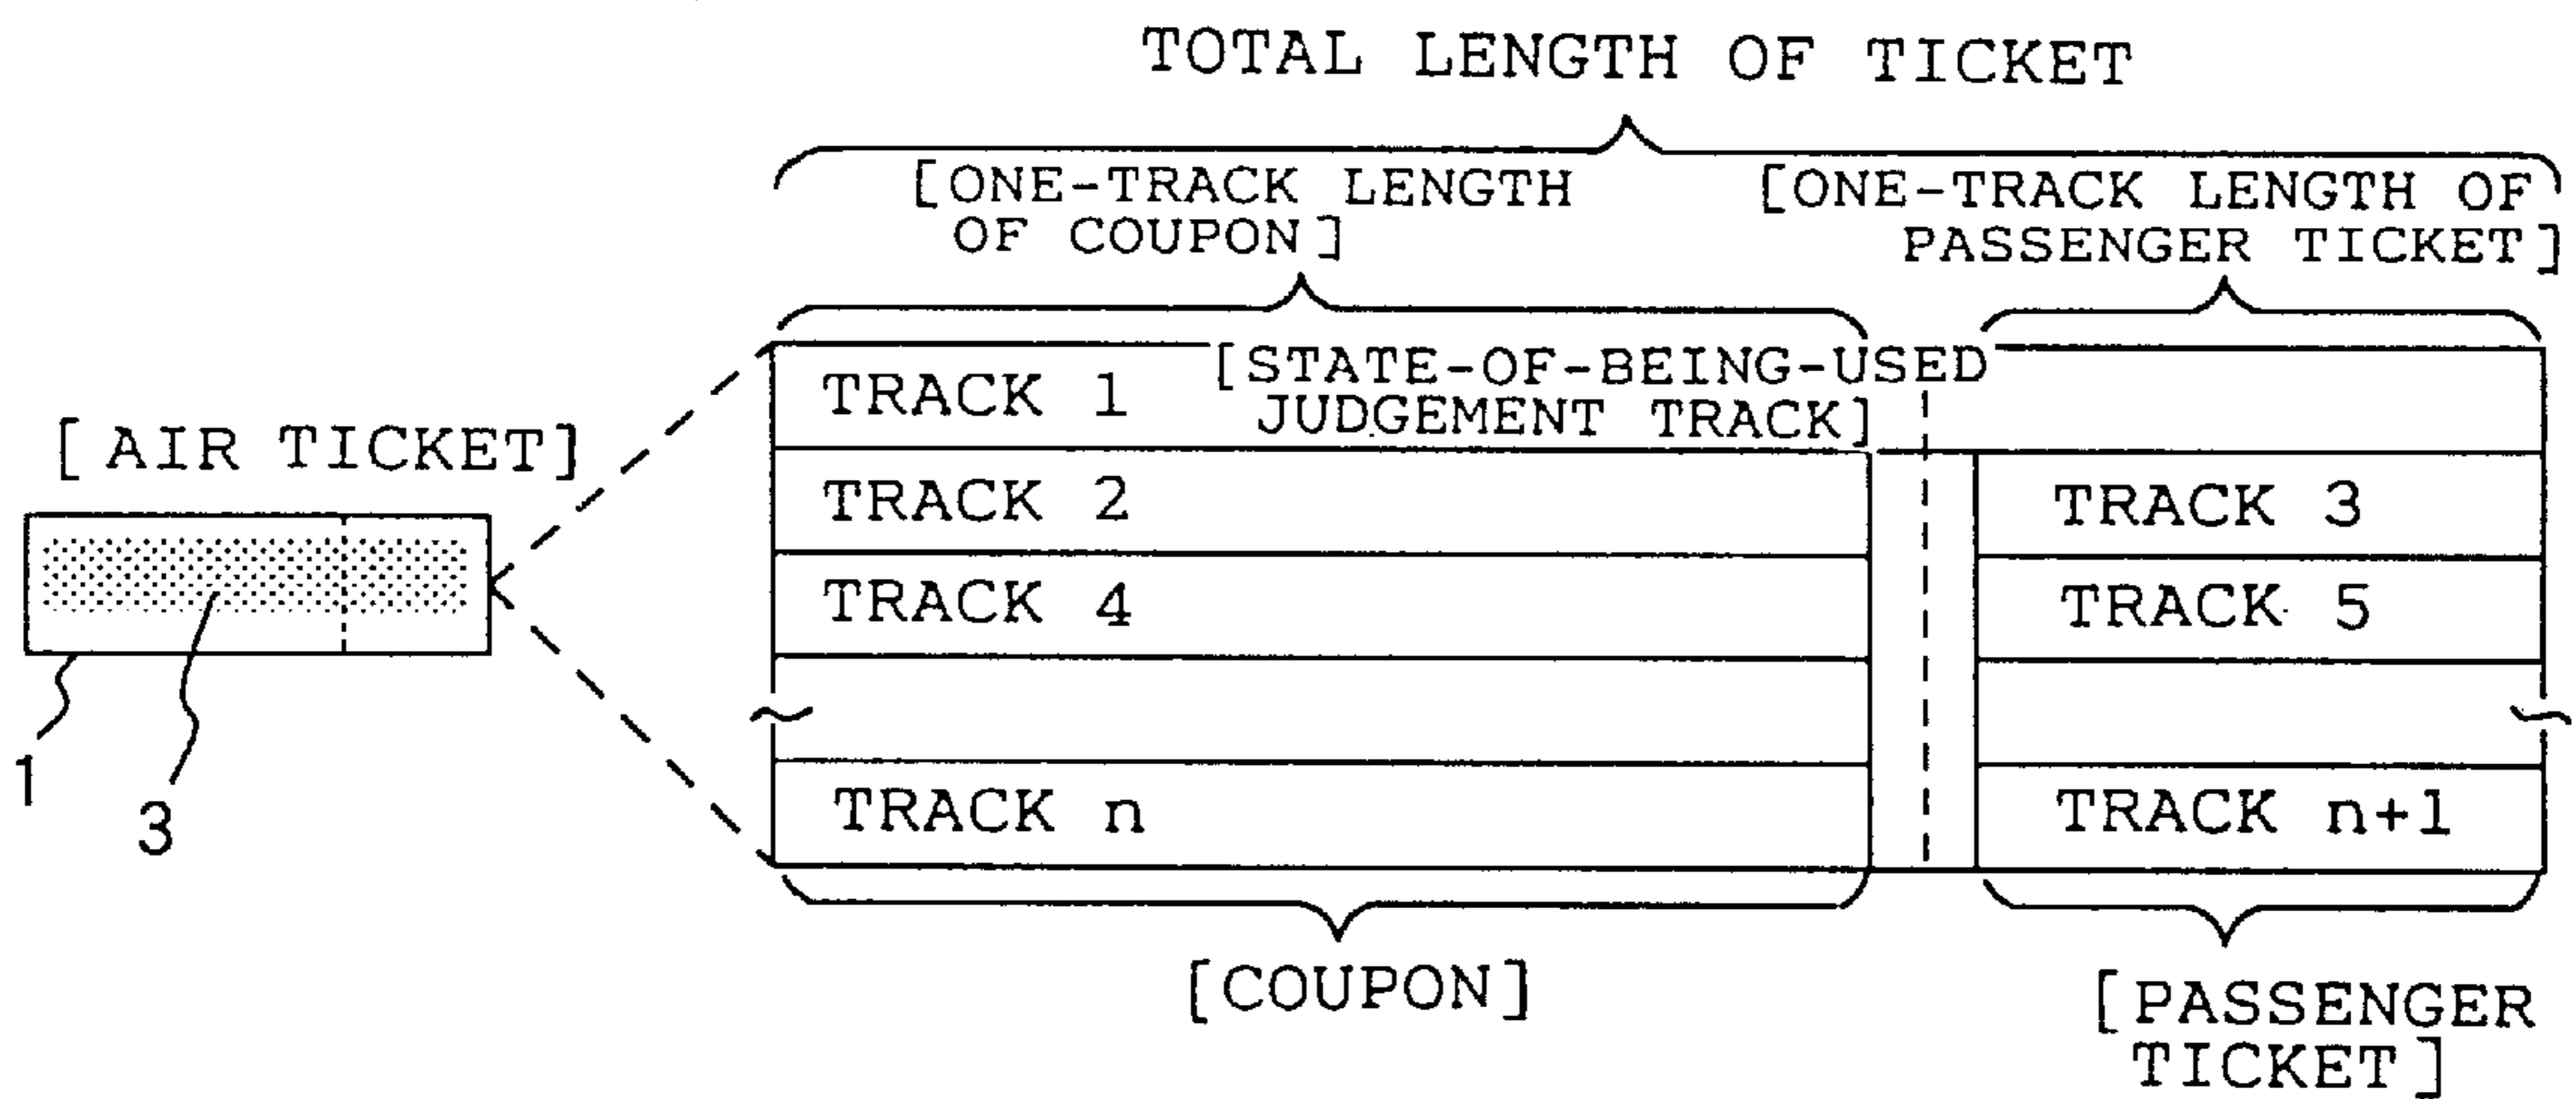 TOTAL LENGTH OF TICKET
[ONE-TRACK LENGTH
OF COUPON]
[ONE-TRACK LENGTH OF
PASSENGER TICKET]
[AIR TICKET]
1
3
TRACK 1
[STATE-OF-BEING-USED
JUDGEMENT TRACK]
TRACK 2
TRACK 3
TRACK 4
TRACK 5
TRACK n
TRACK n+1
[COUPON]
[PASSENGER
TICKET]